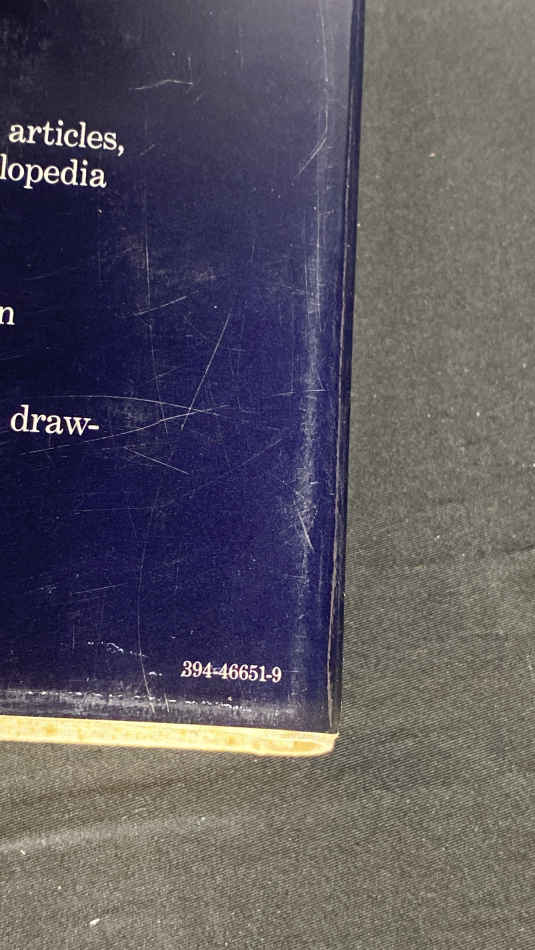 articles,
lopedia
n
draw-
394-46651-9